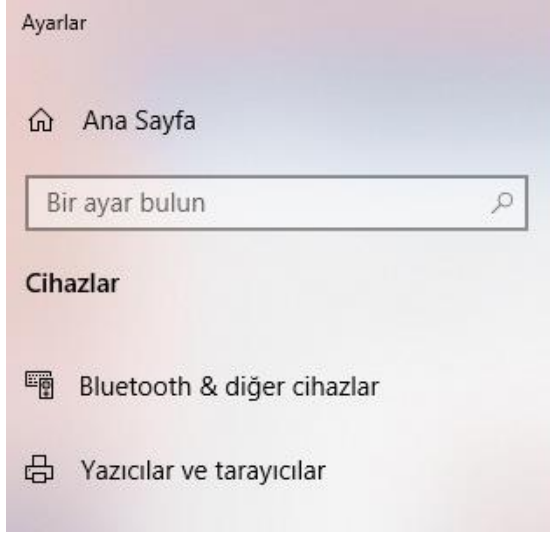 Ayarlar
Ana Sayfa
Bir ayar bulun
Cihazlar
Bluetooth & diğer cihazlar
Yazıcılar ve tarayıcılar